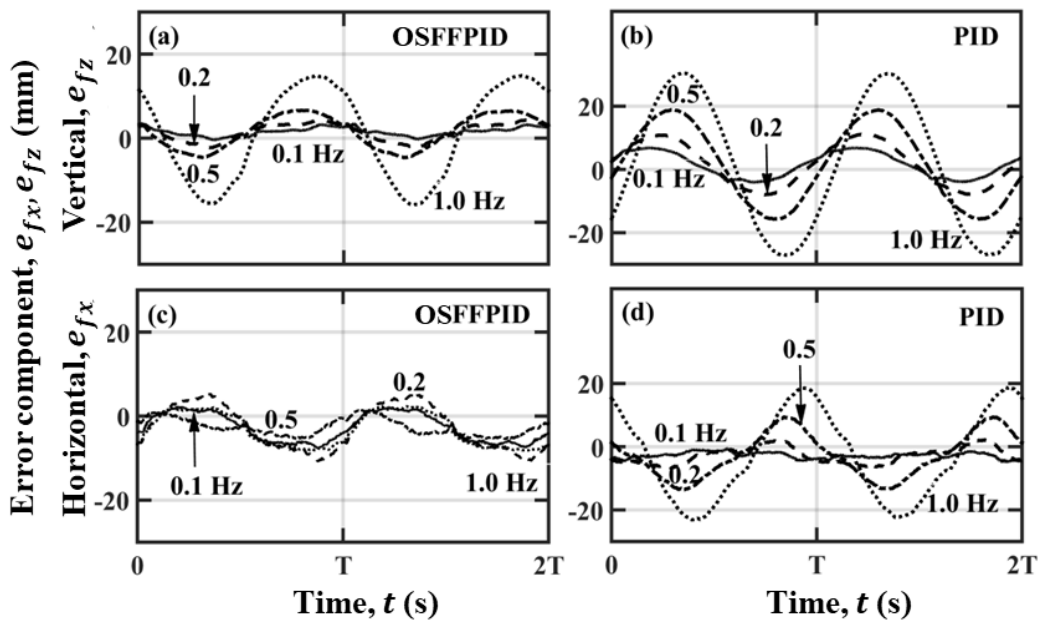 Error component, e_fx, e_fz (mm)
Vertical, e_fz
Horizontal, e_fx
(a)
OSFFPID
20
0
-20
0.2
0.5
0.1 Hz
1.0 Hz
(b)
PID
20
0
-20
0.5
0.2
0.1 Hz
1.0 Hz
(c)
OSFFPID
20
0
-20
0.2
0.5
0.1 Hz
1.0 Hz
0
T
2T
Time, t (s)
(d)
PID
20
0
-20
0.5
0.1 Hz
0.2
1.0 Hz
0
T
2T
Time, t (s)